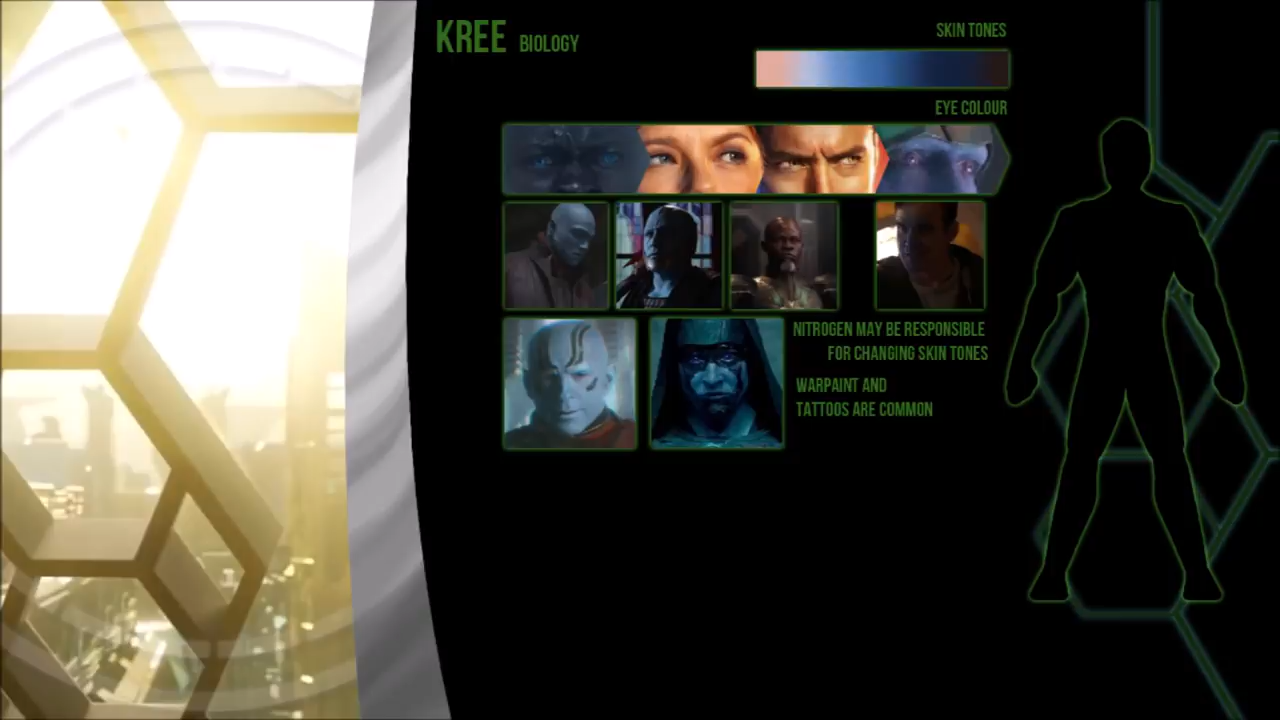 KREE BIOLOGY
SKIN TONES
EYE COLOUR
NITROGEN MAY BE RESPONSIBLE
FOR CHANGING SKIN TONES
WARPAINT AND
TATTOOS ARE COMMON